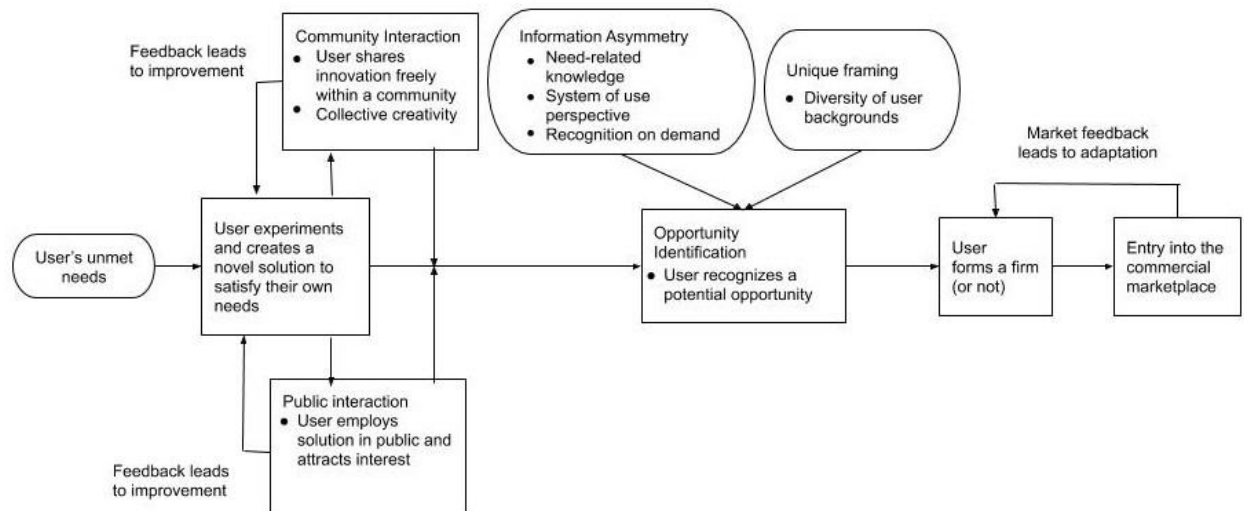 Feedback leads
to improvement
Community Interaction
● User shares
innovation freely
within a community
● Collective creativity
Information Asymmetry
● Need-related
knowledge
● System of use
perspective
● Recognition on demand
Unique framing
● Diversity of user
backgrounds
Market feedback
leads to adaptation
User's unmet
needs
User experiments
and creates a
novel solution to
satisfy their own
needs
Opportunity
Identification
● User recognizes a
potential opportunity
User
forms a firm
(or not)
Entry into the
commercial
marketplace
Public interaction
● User employs
solution in public and
attracts interest
Feedback leads
to improvement